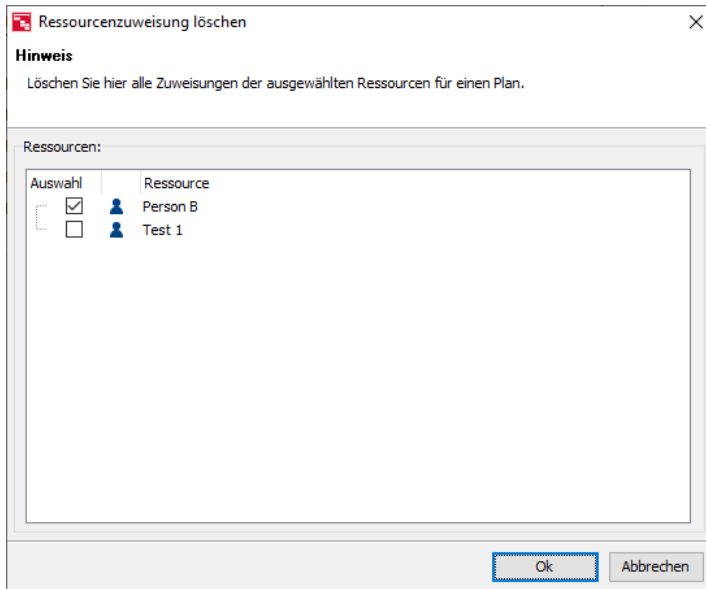 Ressourcenzuweisung löschen
Hinweis
Löschen Sie hier alle Zuweisungen der ausgewählten Ressourcen für einen Plan.
Ressourcen:
Auswahl Ressource
Person B
Test 1
Ok Abbrechen